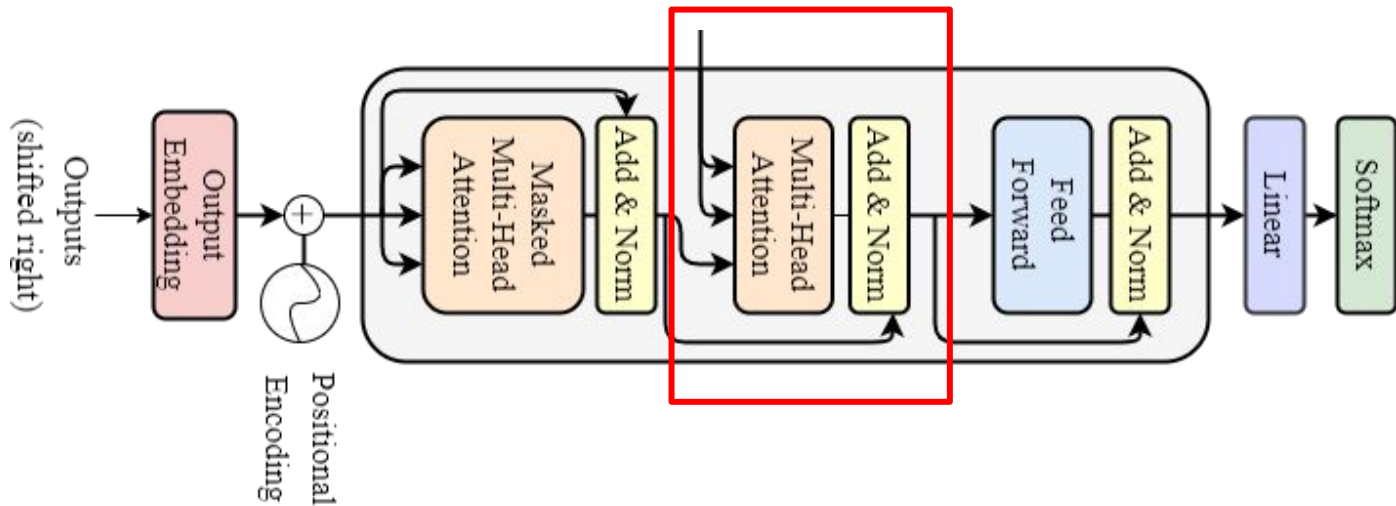 Outputs
(shifted right)
Output
Embedding
+
Positional
Encoding
Masked
Multi-Head
Attention
Add & Norm
Multi-Head
Attention
Add & Norm
Feed
Forward
Add & Norm
Linear
Softmax